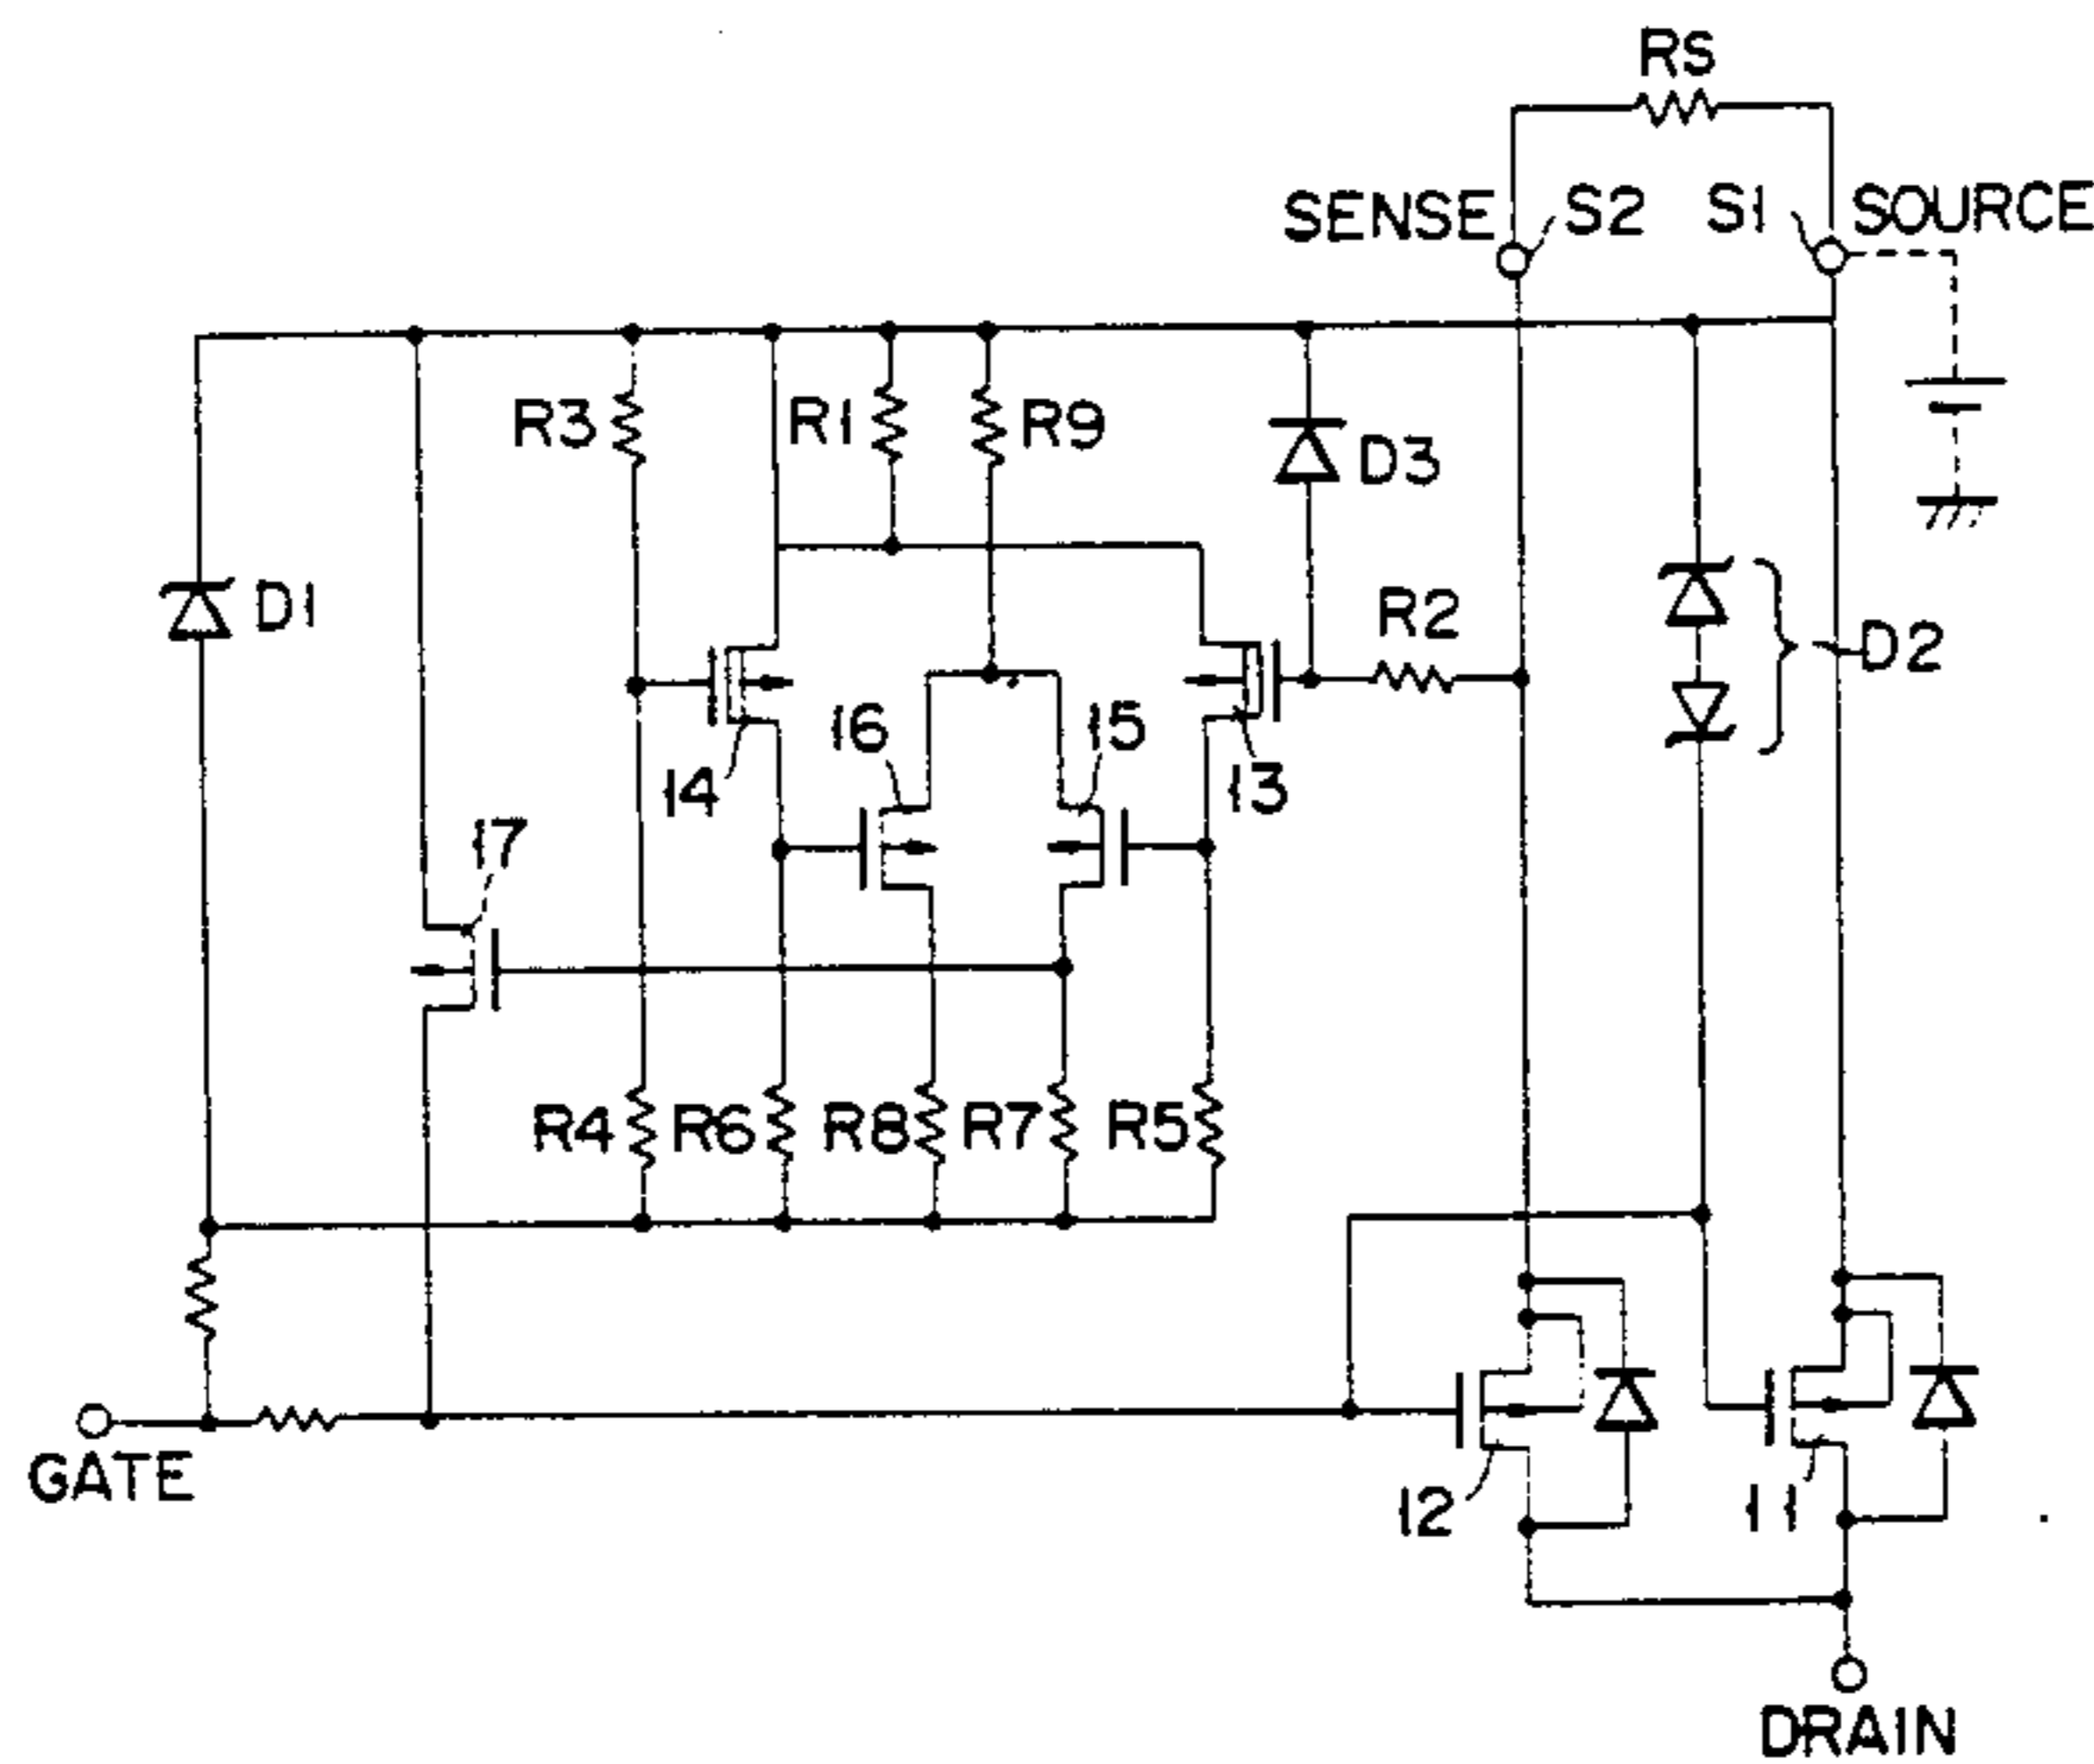 RS
SENSE S2 S1 SOURCE
R3 R1 R9 D3
D1 R2 D2
14 16 15 13
17
R4 R6 R8 R7 R5
GATE
12 11
DRAIN